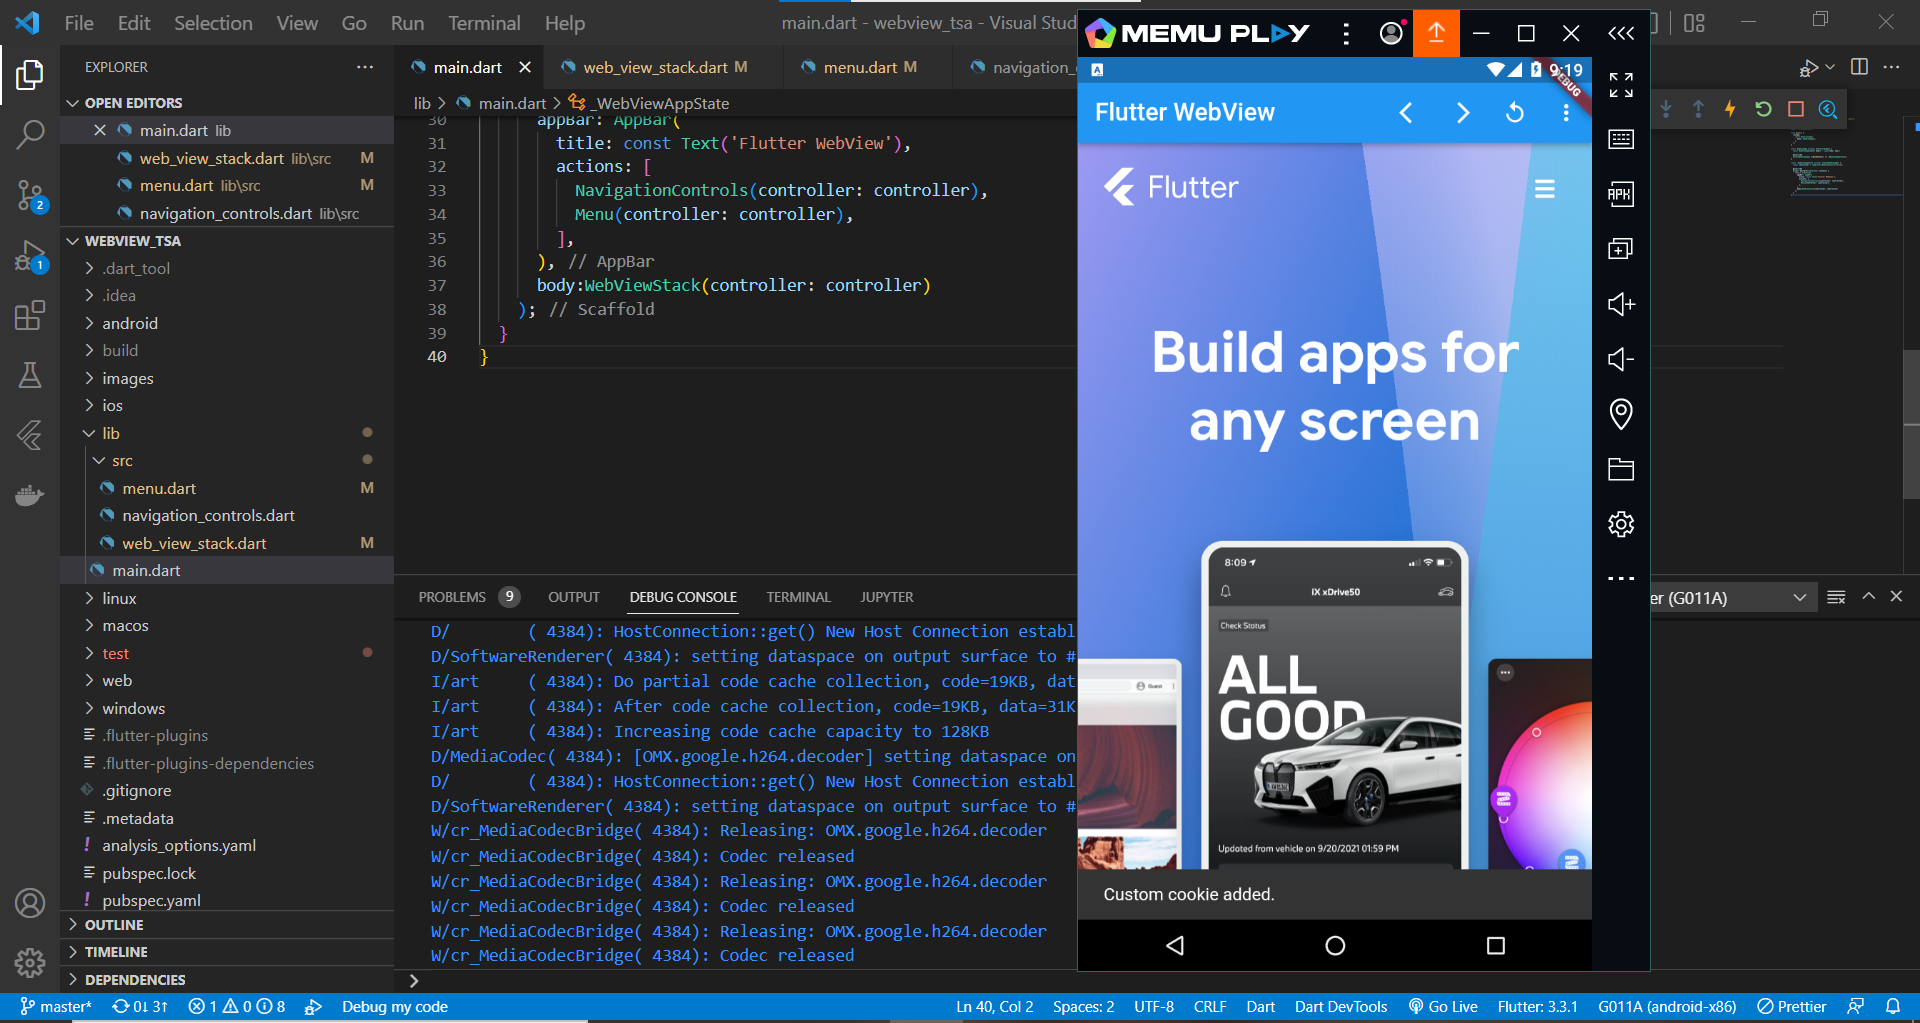 File Edit Selection View Go Run Terminal Help
main.dart - webview_tsa - Visual Stud
EXPLORER
OPEN EDITORS
main.dart lib
web_view_stack.dart lib\src M
menu.dart lib\src M
navigation_controls.dart lib\src
WEBVIEW_TSA
.dart_tool
.idea
android
build
images
ios
lib
src
menu.dart M
navigation_controls.dart
web_view_stack.dart M
main.dart
linux
macos
test
web
windows
.flutter-plugins
.flutter-plugins-dependencies
.gitignore
.metadata
analysis_options.yaml
pubspec.lock
pubspec.yaml
OUTLINE
TIMELINE
DEPENDENCIES
2
1
main.dart web_view_stack.dart M menu.dart M navigation_c
lib > main.dart > _WebViewAppState
30 appBar: AppBar(
31 title: const Text('Flutter WebView'),
32 actions: [
33 NavigationControls(controller: controller),
34 Menu(controller: controller),
35 ],
36 ), // AppBar
37 body:WebViewStack(controller: controller)
38 ); // Scaffold
39 }
40 }
PROBLEMS 9 OUTPUT DEBUG CONSOLE TERMINAL JUPYTER
er (G011A)
D/ ( 4384): HostConnection::get() New Host Connection establ
D/SoftwareRenderer( 4384): setting dataspace on output surface to #
I/art ( 4384): Do partial code cache collection, code=19KB, dat
I/art ( 4384): After code cache collection, code=19KB, data=31K
I/art ( 4384): Increasing code cache capacity to 128KB
D/MediaCodec( 4384): [OMX.google.h264.decoder] setting dataspace on
D/ ( 4384): HostConnection::get() New Host Connection establ
D/SoftwareRenderer( 4384): setting dataspace on output surface to #
W/cr_MediaCodecBridge( 4384): Releasing: OMX.google.h264.decoder
W/cr_MediaCodecBridge( 4384): Codec released
W/cr_MediaCodecBridge( 4384): Releasing: OMX.google.h264.decoder
W/cr_MediaCodecBridge( 4384): Codec released
W/cr_MediaCodecBridge( 4384): Releasing: OMX.google.h264.decoder
W/cr_MediaCodecBridge( 4384): Codec released
MEMU PLAY
9:19
DEBUG
Flutter WebView
Flutter
Build apps for
any screen
8:09
iX xDrive50
Check Status
ALL
GOOD
Updated from vehicle on 9/20/2021 01:59 PM
Guest
Custom cookie added.
APK
master* 0↓ 3↑ 1 0 8 Debug my code
Ln 40, Col 2 Spaces: 2 UTF-8 CRLF Dart Dart DevTools Go Live Flutter: 3.3.1 G011A (android-x86) Prettier